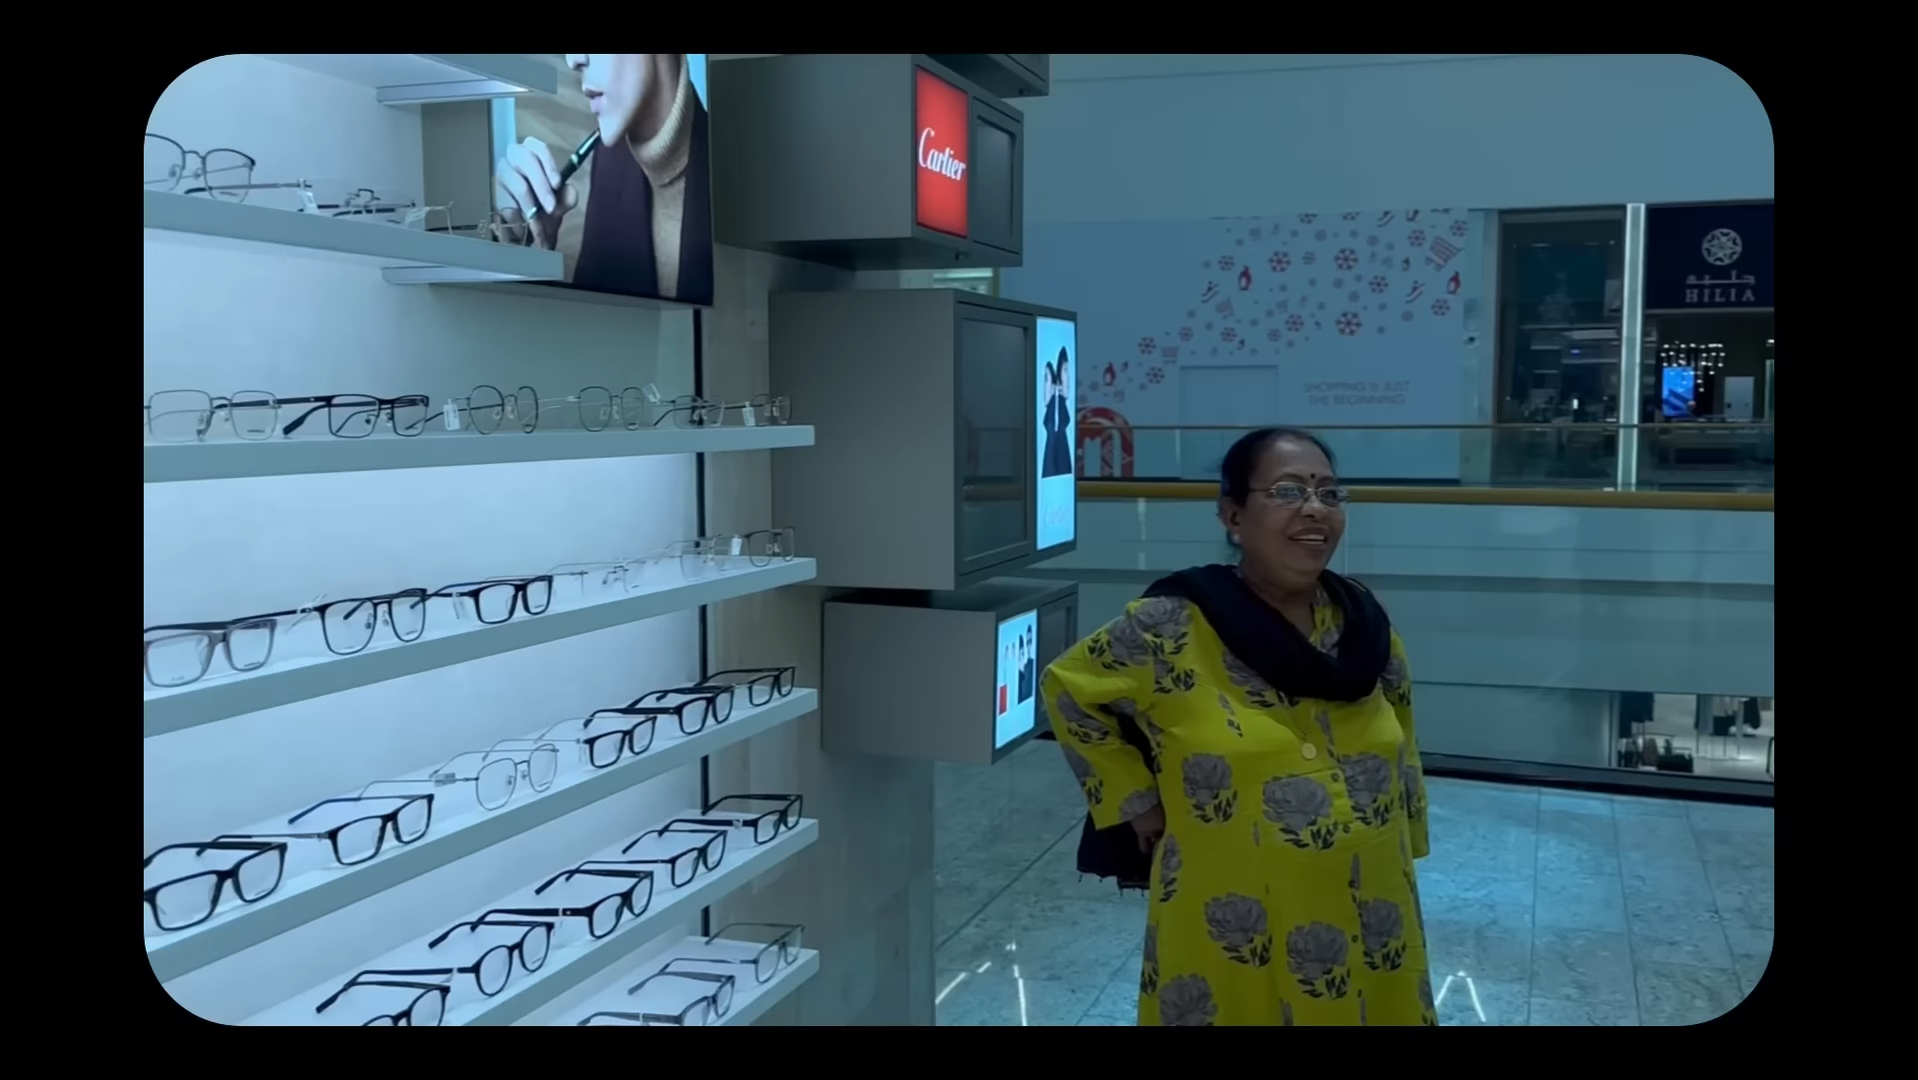 Cartier
حلية
HILIA
SHOPPING IS JUST
THE BEGINNING